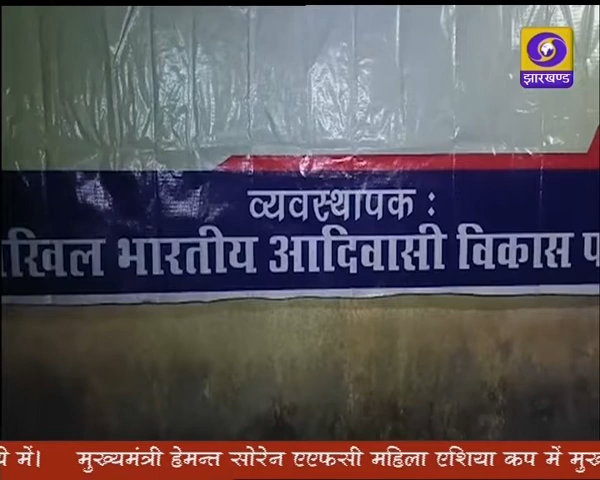 झारखण्ड
व्यवस्थापक :
भारतीय आदिवासी विकास
में। मुख्यमंत्री हेमन्त सोरेन एएफसी महिला एशिया कप में